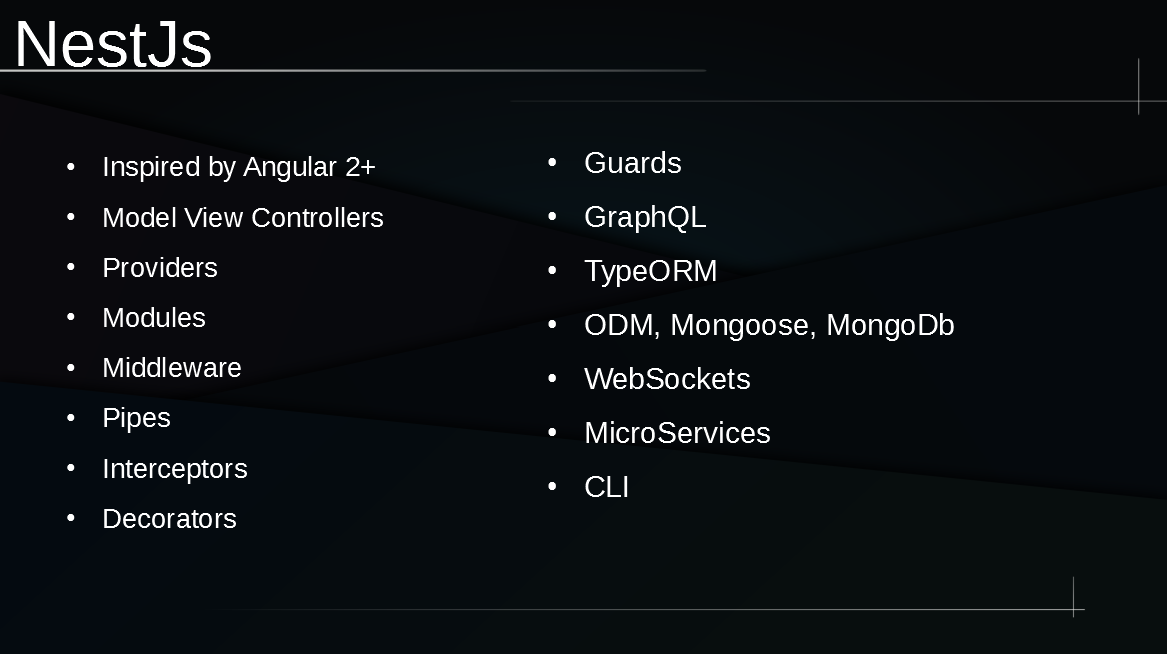 NestJs
• Inspired by Angular 2+
• Model View Controllers
• Providers
• Modules
• Middleware
• Pipes
• Interceptors
• Decorators
• Guards
• GraphQL
• TypeORM
• ODM, Mongoose, MongoDb
• WebSockets
• MicroServices
• CLI